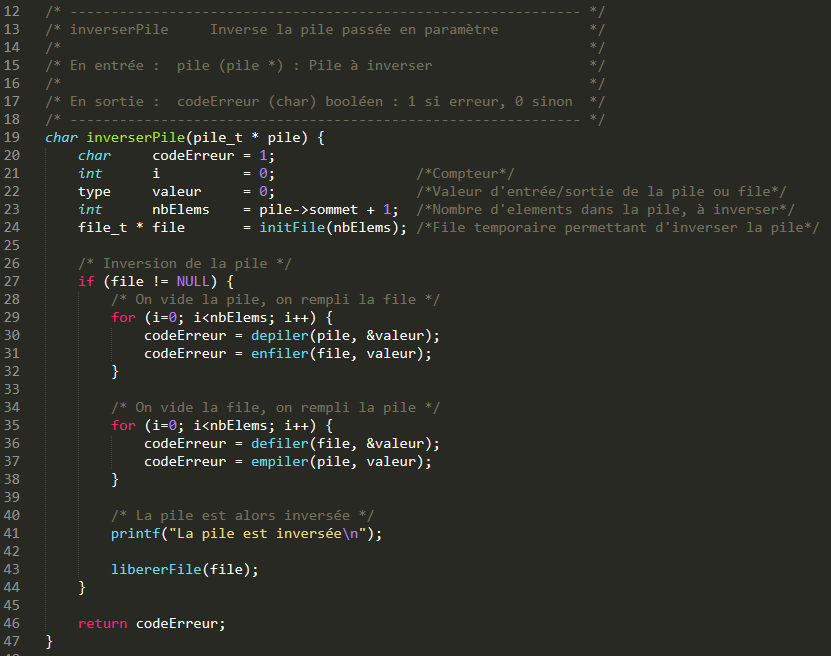 12 /* -------------------------------------------------------------- */
13 /* inverserPile     Inverse la pile passée en paramètre           */
14 /*                                                                */
15 /* En entrée :  pile (pile *) : Pile à inverser                   */
16 /*                                                                */
17 /* En sortie :  codeErreur (char) booléen : 1 si erreur, 0 sinon  */
18 /* -------------------------------------------------------------- */
19 char inverserPile(pile_t * pile) {
20     char     codeErreur = 1;
21     int      i          = 0;                 /*Compteur*/
22     type     valeur     = 0;                 /*Valeur d'entrée/sortie de la pile ou file*/
23     int      nbElems    = pile->sommet + 1;  /*Nombre d'elements dans la pile, à inverser*/
24     file_t * file       = initFile(nbElems); /*File temporaire permettant d'inverser la pile*/
25
26     /* Inversion de la pile */
27     if (file != NULL) {
28         /* On vide la pile, on rempli la file */
29         for (i=0; i<nbElems; i++) {
30             codeErreur = depiler(pile, &valeur);
31             codeErreur = enfiler(file, valeur);
32         }
33
34         /* On vide la file, on rempli la pile */
35         for (i=0; i<nbElems; i++) {
36             codeErreur = defiler(file, &valeur);
37             codeErreur = empiler(pile, valeur);
38         }
39
40         /* La pile est alors inversée */
41         printf("La pile est inversée\n");
42
43         libererFile(file);
44     }
45
46     return codeErreur;
47 }